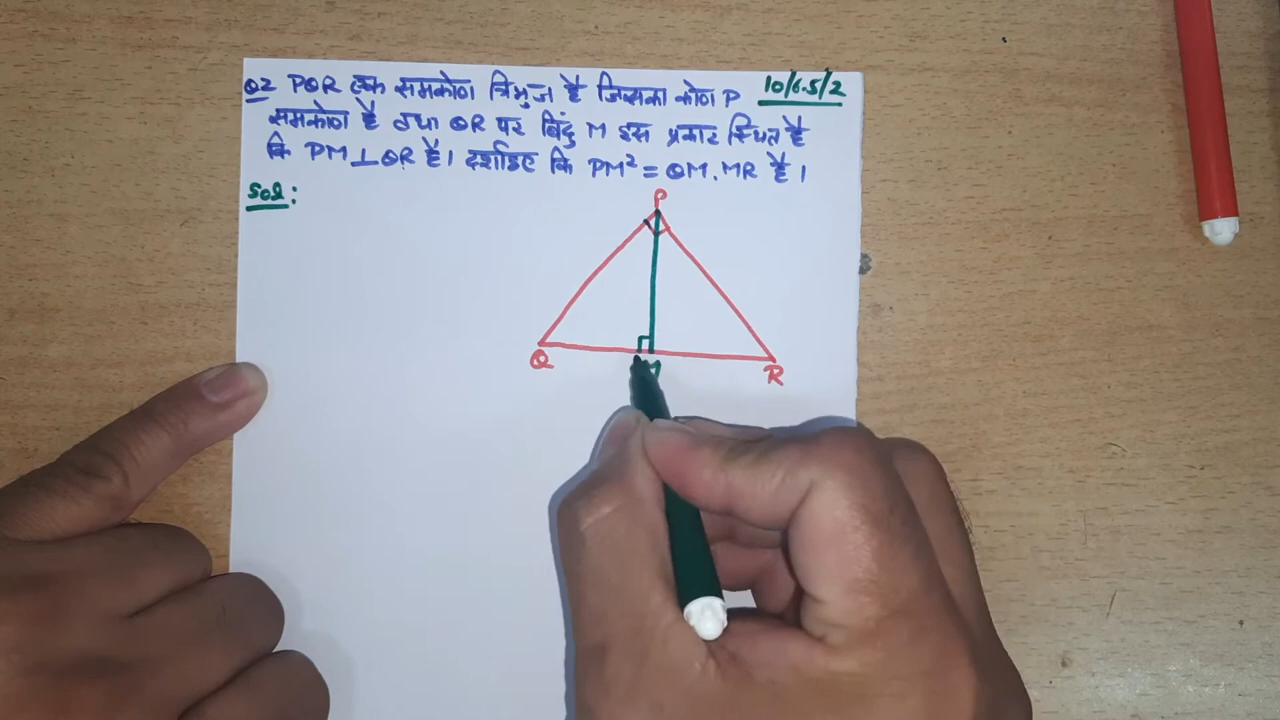 Q2 PQR एक समकोण त्रिभुज है जिसका कोण P 10/6.5/2
समकोण है तथा QR पर बिंदु M इस प्रकार स्थित है
कि PM⊥QR है। दर्शाइए कि PM² = QM.MR है।
Sol:
P
Q
M
R